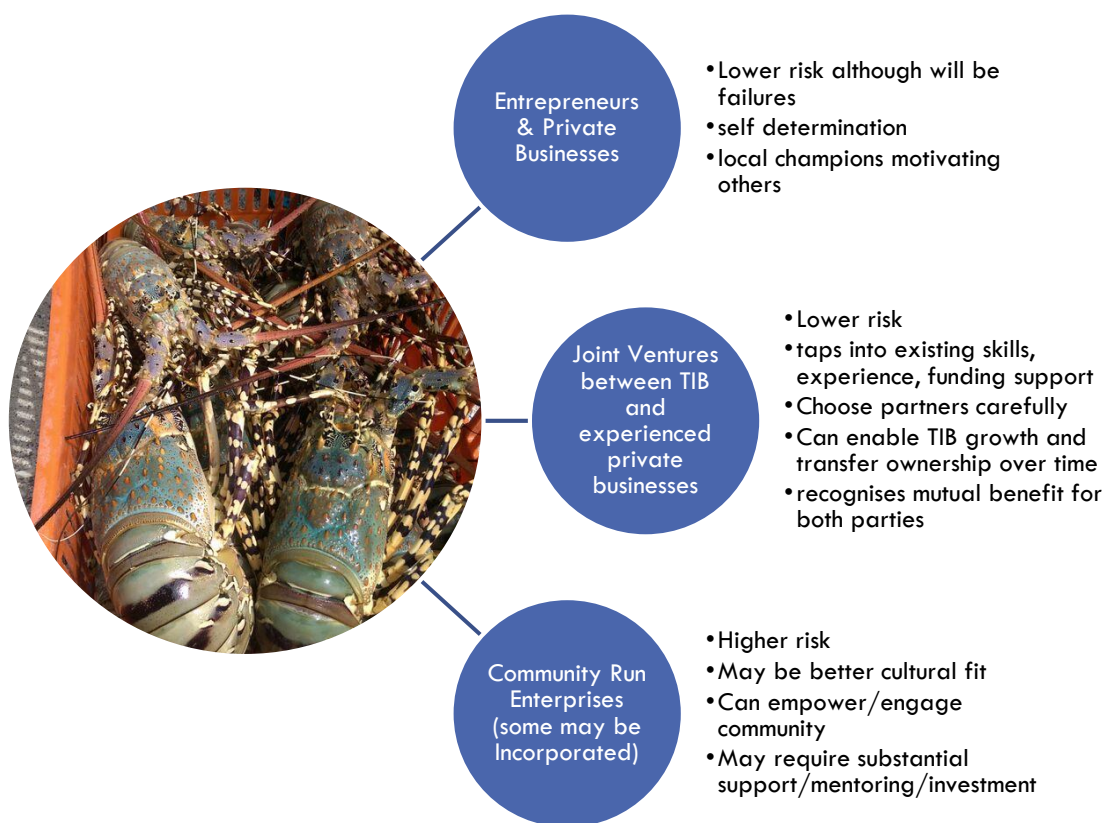 Entrepreneurs
& Private
Businesses
•Lower risk although will be
failures
•self determination
•local champions motivating
others
Joint Ventures
between TIB
and
experienced
private
businesses
•Lower risk
•taps into existing skills,
experience, funding support
•Choose partners carefully
•Can enable TIB growth and
transfer ownership over time
•recognises mutual benefit for
both parties
Community Run
Enterprises
(some may be
Incorporated)
•Higher risk
•May be better cultural fit
•Can empower/engage
community
•May require substantial
support/mentoring/investment